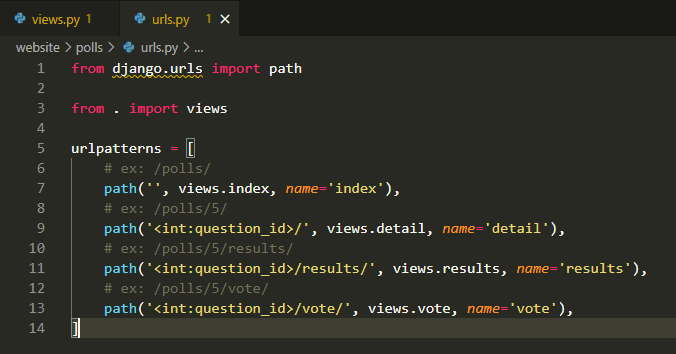 views.py 1 urls.py 1 ×
website > polls > urls.py > ...
1 from django.urls import path
2
3 from . import views
4
5 urlpatterns = [
6     # ex: /polls/
7     path('', views.index, name='index'),
8     # ex: /polls/5/
9     path('<int:question_id>/', views.detail, name='detail'),
10     # ex: /polls/5/results/
11     path('<int:question_id>/results/', views.results, name='results'),
12     # ex: /polls/5/vote/
13     path('<int:question_id>/vote/', views.vote, name='vote'),
14 ]